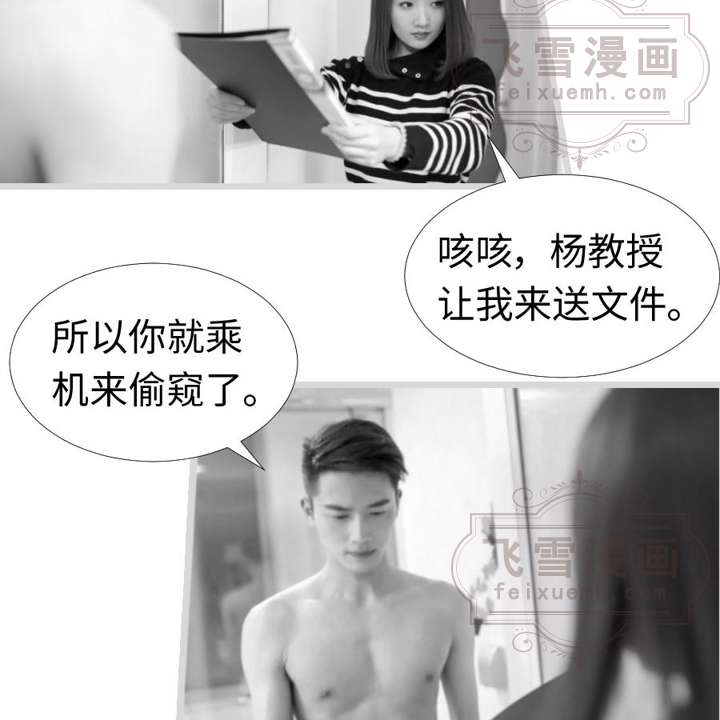 飞雪漫画
feixuemh.com
咳咳，杨教授
让我来送文件。
所以你就乘
机来偷窥了。
飞雪漫画
feixuemh.com